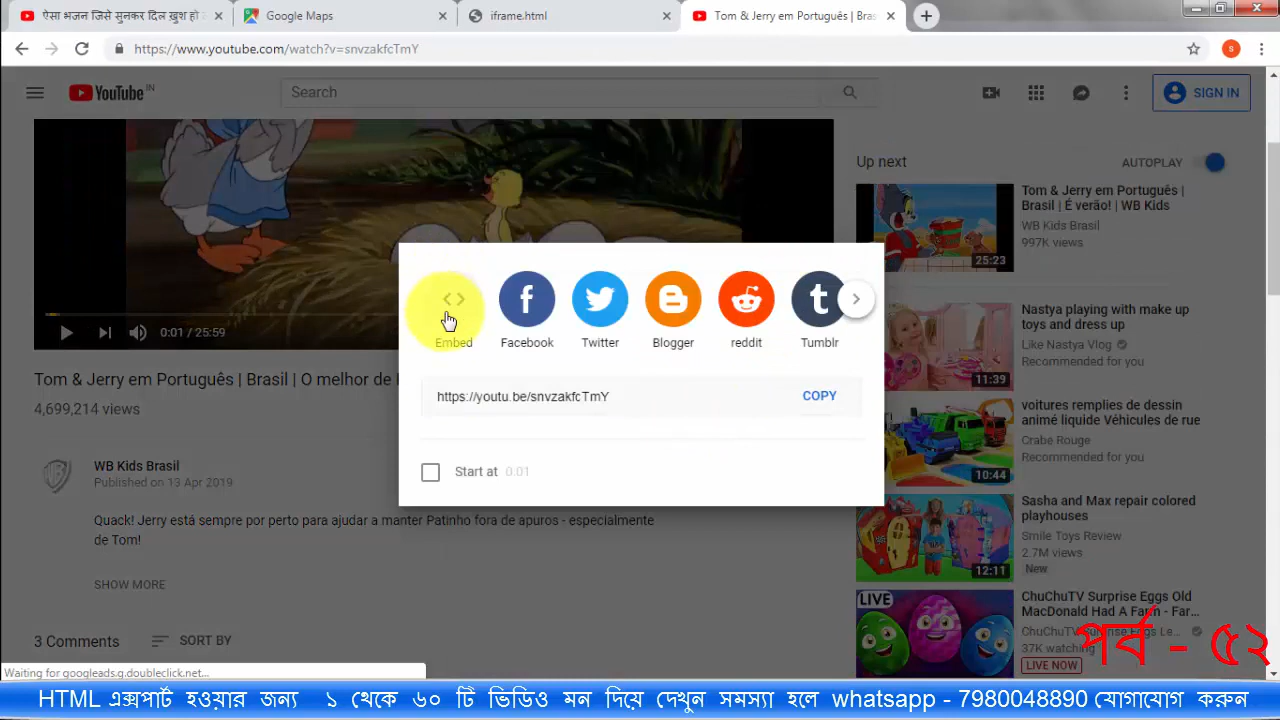 ऐसा भजन जिसे सुनकर दिल खुश हो
Google Maps
iframe.html
Tom & Jerry em Português | Bras
https://www.youtube.com/watch?v=snvzakfcTmY
S
YouTube IN
Search
SIGN IN
Up next
AUTOPLAY
Tom & Jerry em Português |
Brasil | É verão! | WB Kids
WB Kids Brasil
997K views
25:23
Embed
Facebook
Twitter
Blogger
reddit
Tumblr
0:01 / 25:59
Nastya playing with make up
toys and dress up
Like Nastya Vlog
Recommended for you
11:39
Tom & Jerry em Português | Brasil | O melhor de
4,699,214 views
https://youtu.be/snvzakfcTmY
COPY
voitures remplies de dessin
animé liquide Véhicules de rue
Crabe Rouge
Recommended for you
10:44
WB Kids Brasil
Published on 13 Apr 2019
Start at 0:01
Quack! Jerry está sempre por perto para ajudar a manter Patinho fora de apuros - especialmente
de Tom!
Sasha and Max repair colored
playhouses
Smile Toys Review
2.7M views
New
12:11
SHOW MORE
LIVE
ChuChuTV Surprise Eggs Old
MacDonald Had A Farm - Far...
ChuChuTV Surprise Eggs Le...
37K watching
LIVE NOW
3 Comments
SORT BY
পর্ব - ৫২
Waiting for googleads.g.doubleclick.net...
HTML এক্সপার্ট হওয়ার জন্য ১ থেকে ৬০ টি ভিডিও মন দিয়ে দেখুন সমস্যা হলে whatsapp - 7980048890 যোগাযোগ করুন